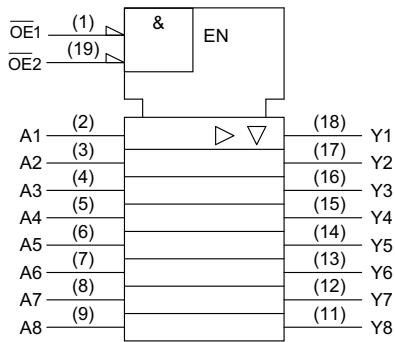 OE1 (1) & EN
OE2 (19)
A1 (2) (18) Y1
A2 (3) (17) Y2
A3 (4) (16) Y3
A4 (5) (15) Y4
A5 (6) (14) Y5
A6 (7) (13) Y6
A7 (8) (12) Y7
A8 (9) (11) Y8